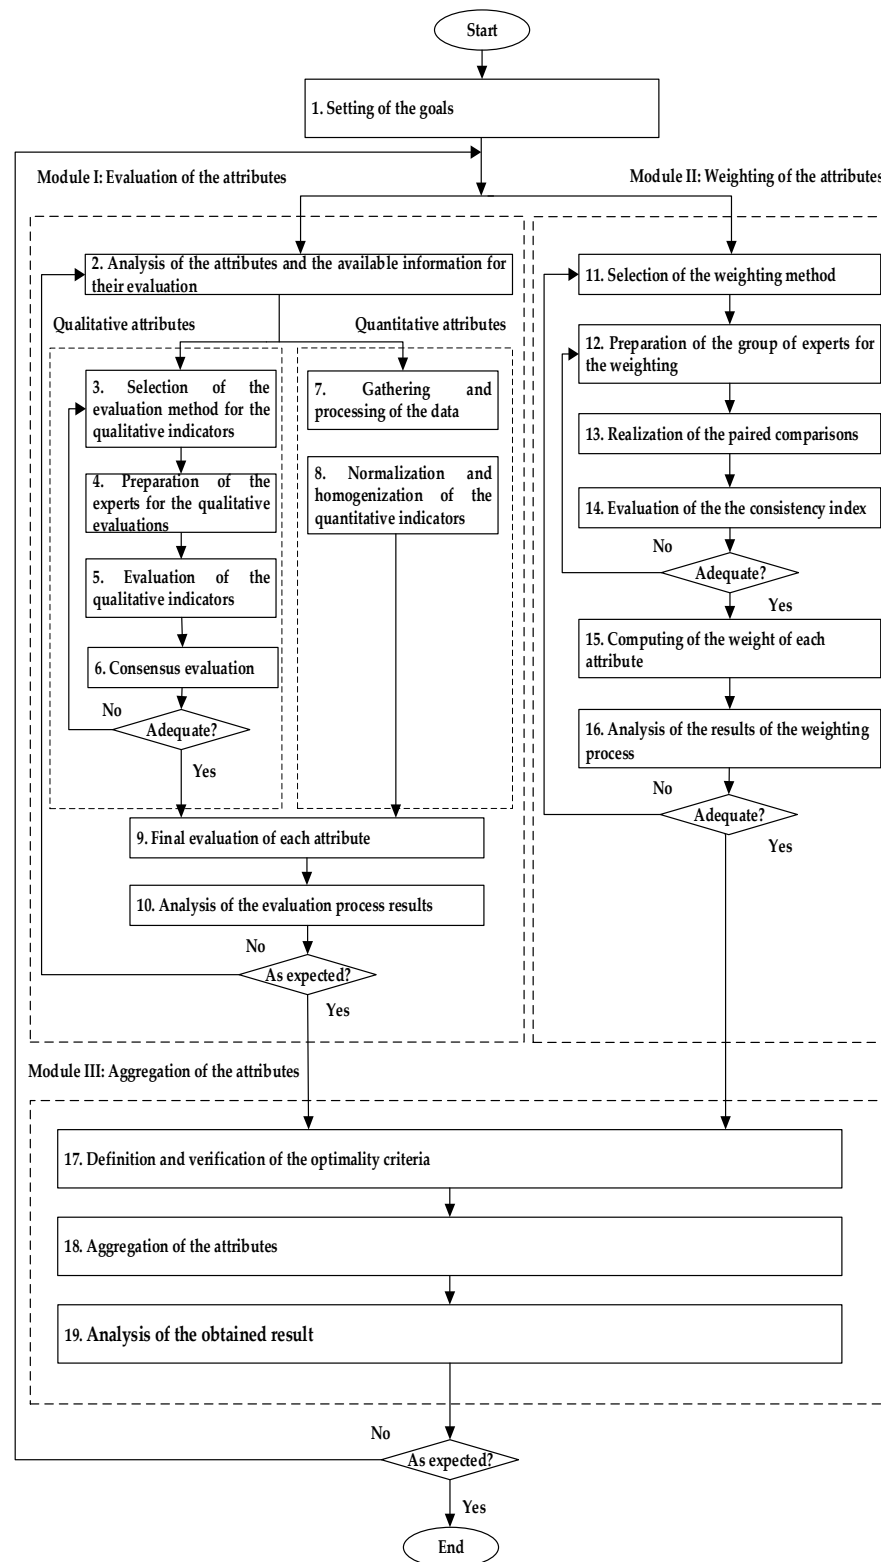 Start
1. Setting of the goals
Module I: Evaluation of the attributes
Module II: Weighting of the attributes
2. Analysis of the attributes and the available information for
their evaluation
Qualitative attributes
Quantitative attributes
3. Selection of the
evaluation method for the
qualitative indicators
4. Preparation of the
experts for the qualitative
evaluations
5. Evaluation of the
qualitative indicators
6. Consensus evaluation
No
Adequate?
Yes
7. Gathering and
processing of the data
8. Normalization and
homogenization of the
quantitative indicators
9. Final evaluation of each attribute
10. Analysis of the evaluation process results
No
As expected?
Yes
11. Selection of the weighting method
12. Preparation of the group of experts for
the weighting
13. Realization of the paired comparisons
14. Evaluation of the the consistency index
No
Adequate?
Yes
15. Computing of the weight of each
attribute
16. Analysis of the results of the weighting
process
No
Adequate?
Yes
Module III: Aggregation of the attributes
17. Definition and verification of the optimality criteria
18. Aggregation of the attributes
19. Analysis of the obtained result
No
As expected?
Yes
End